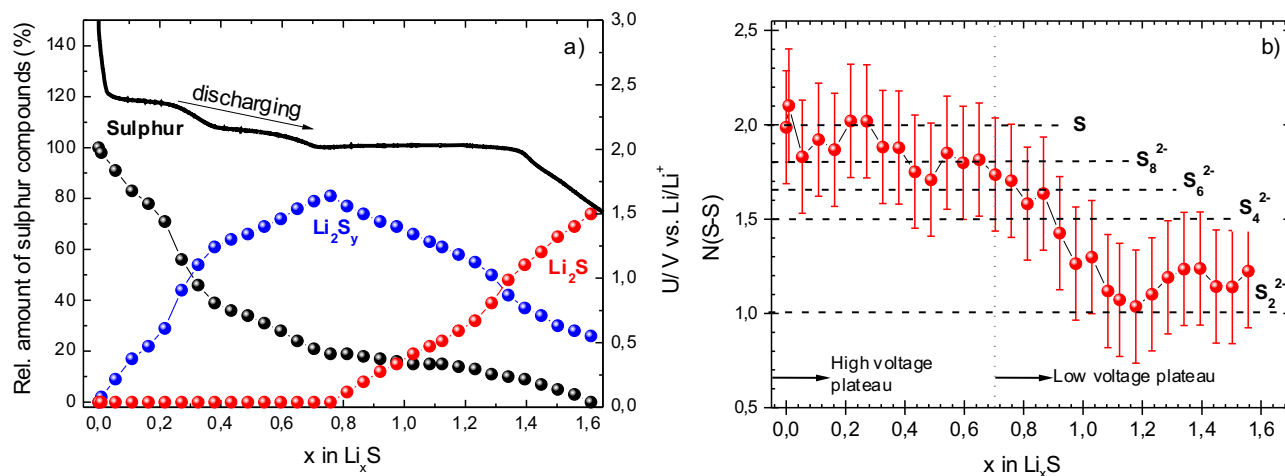 a)
Rel. amount of sulphur compounds (%)
140
120
100
80
60
40
20
0
discharging
Sulphur
Li₂Sᵧ
Li₂S
3,0
2,5
2,0
1,5
1,0
0,5
0,0
U/ V vs. Li/Li⁺
0,0 0,2 0,4 0,6 0,8 1,0 1,2 1,4 1,6
x in LiₓS
b)
N(S-S)
2,5
2,0
1,5
1,0
0,5
S
S₈²⁻
S₆²⁻
S₄²⁻
S₂²⁻
High voltage
plateau
Low voltage plateau
0,0 0,2 0,4 0,6 0,8 1,0 1,2 1,4 1,6
x in LiₓS